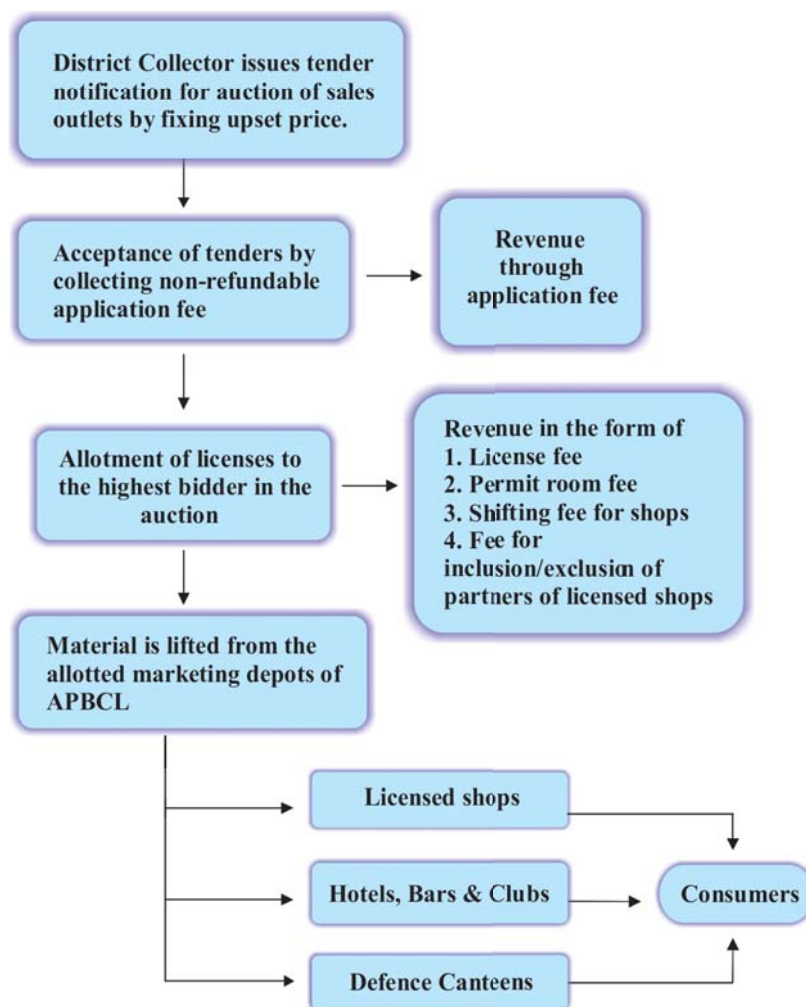 District Collector issues tender
notification for auction of sales
outlets by fixing upset price.
Acceptance of tenders by
collecting non-refundable
application fee
Revenue
through
application fee
Allotment of licenses to
the highest bidder in the
auction
Revenue in the form of
1. License fee
2. Permit room fee
3. Shifting fee for shops
4. Fee for
inclusion/exclusion of
partners of licensed shops
Material is lifted from the
allotted marketing depots of
APBCL
Licensed shops
Hotels, Bars & Clubs
Consumers
Defence Canteens